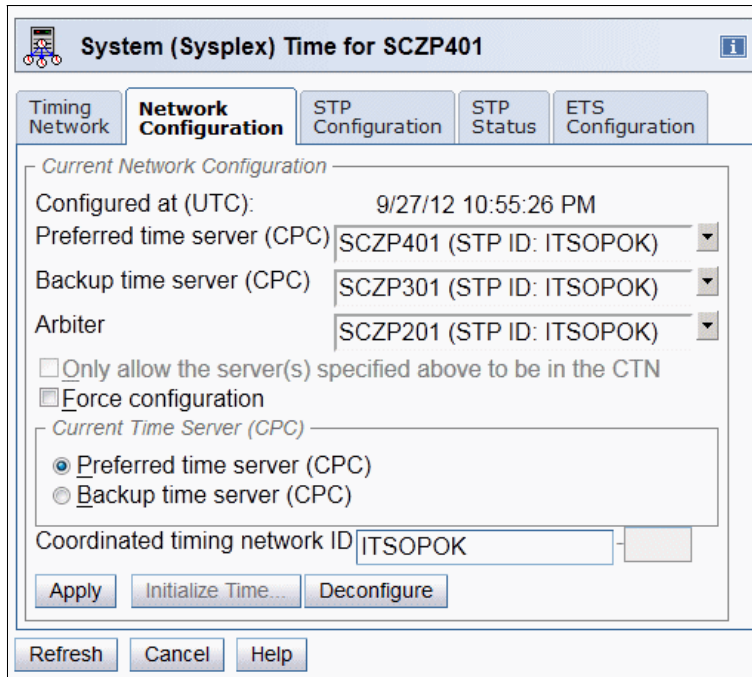 System (Sysplex) Time for SCZP401
i
Timing Network
Network Configuration
STP Configuration
STP Status
ETS Configuration
Current Network Configuration
Configured at (UTC): 9/27/12 10:55:26 PM
Preferred time server (CPC) SCZP401 (STP ID: ITSOPOK)
Backup time server (CPC) SCZP301 (STP ID: ITSOPOK)
Arbiter SCZP201 (STP ID: ITSOPOK)
Only allow the server(s) specified above to be in the CTN
Force configuration
Current Time Server (CPC)
Preferred time server (CPC)
Backup time server (CPC)
Coordinated timing network ID ITSOPOK -
Apply Initialize Time... Deconfigure
Refresh Cancel Help